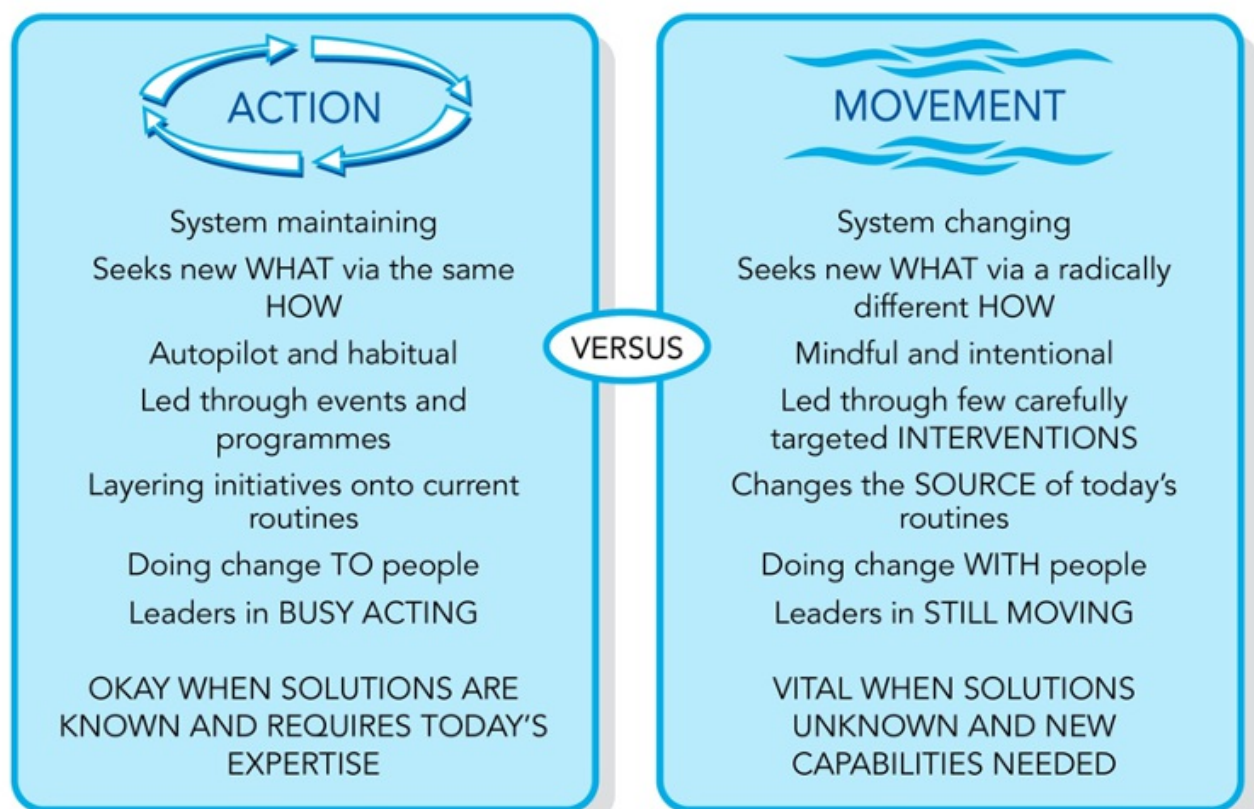 ACTION
System maintaining
Seeks new WHAT via the same
HOW
Autopilot and habitual
Led through events and
programmes
Layering initiatives onto current
routines
Doing change TO people
Leaders in BUSY ACTING
OKAY WHEN SOLUTIONS ARE
KNOWN AND REQUIRES TODAY'S
EXPERTISE
VERSUS
MOVEMENT
System changing
Seeks new WHAT via a radically
different HOW
Mindful and intentional
Led through few carefully
targeted INTERVENTIONS
Changes the SOURCE of today's
routines
Doing change WITH people
Leaders in STILL MOVING
VITAL WHEN SOLUTIONS
UNKNOWN AND NEW
CAPABILITIES NEEDED